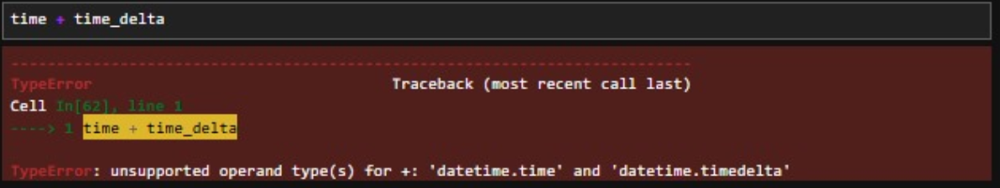 time + time_delta
---------------------------------------------------------------------------
TypeError                                 Traceback (most recent call last)
Cell In[62], line 1
----> 1 time + time_delta
TypeError: unsupported operand type(s) for +: 'datetime.time' and 'datetime.timedelta'